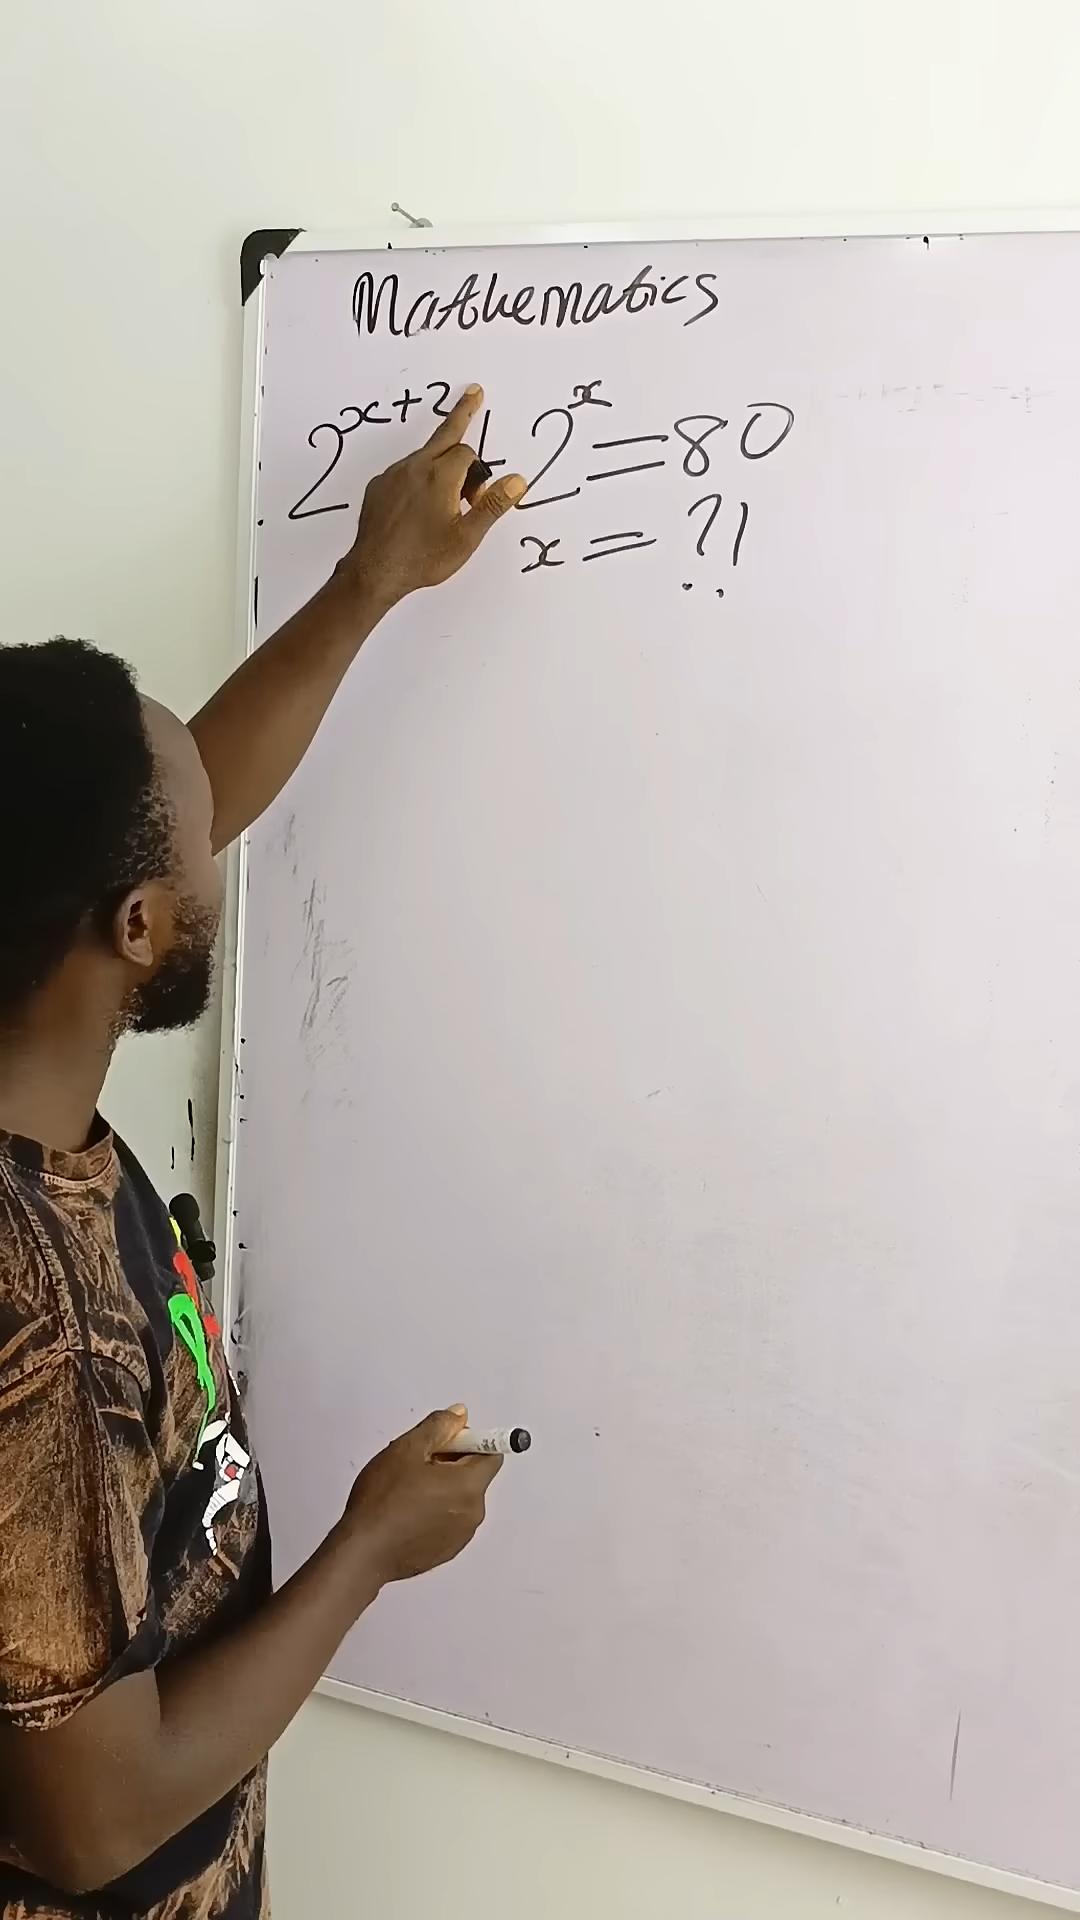 Mathematics
2^{x+2} + 2^x = 80
x = ?!